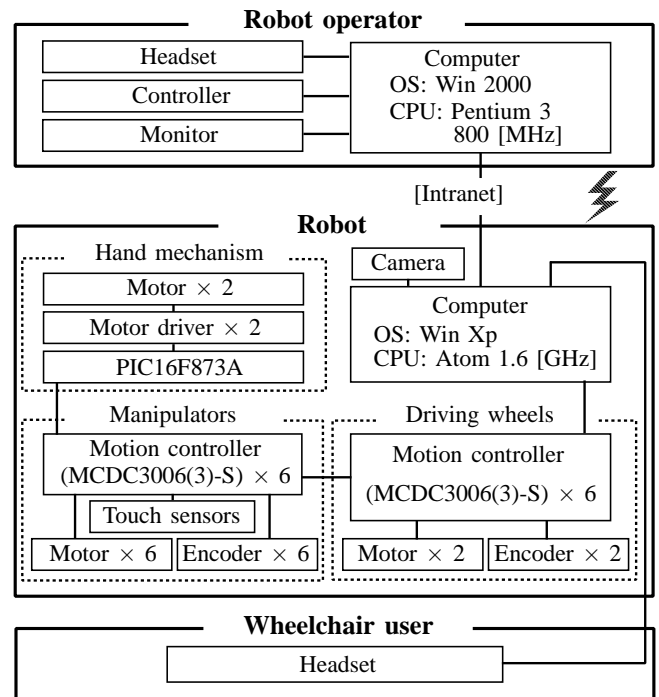 Robot operator
Headset
Controller
Monitor
Computer
OS: Win 2000
CPU: Pentium 3
800 [MHz]
[Intranet]
Robot
Hand mechanism
Motor × 2
Motor driver × 2
PIC16F873A
Camera
Computer
OS: Win Xp
CPU: Atom 1.6 [GHz]
Manipulators
Motion controller
(MCDC3006(3)-S) × 6
Touch sensors
Motor × 6
Encoder × 6
Driving wheels
Motion controller
(MCDC3006(3)-S) × 6
Motor × 2
Encoder × 2
Wheelchair user
Headset